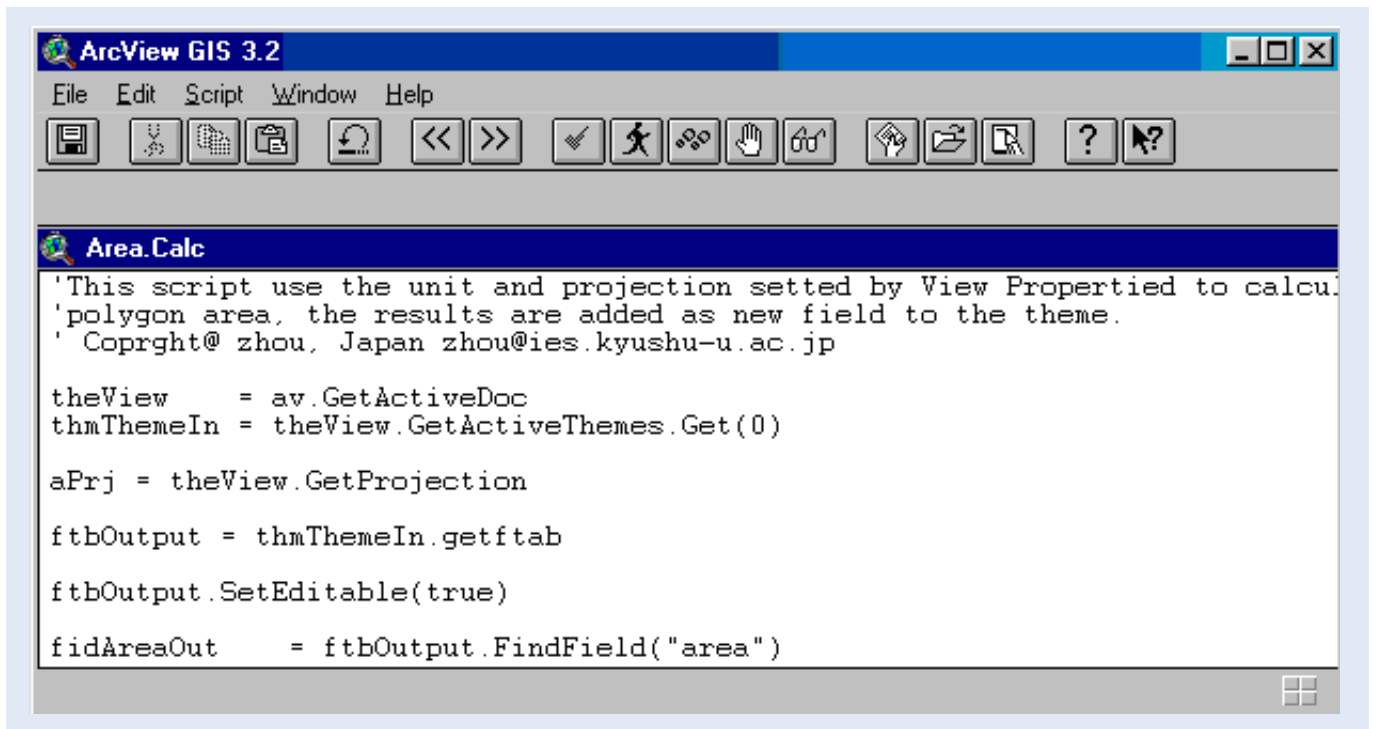 ArcView GIS 3.2
File Edit Script Window Help
<< >> ? ?
Area.Calc
'This script use the unit and projection setted by View Propertied to calcul
'polygon area, the results are added as new field to the theme.
' Coprght@ zhou, Japan zhou@ies.kyushu-u.ac.jp
theView = av.GetActiveDoc
thmThemeIn = theView.GetActiveThemes.Get(0)
aPrj = theView.GetProjection
ftbOutput = thmThemeIn.getftab
ftbOutput.SetEditable(true)
fidAreaOut = ftbOutput.FindField("area")